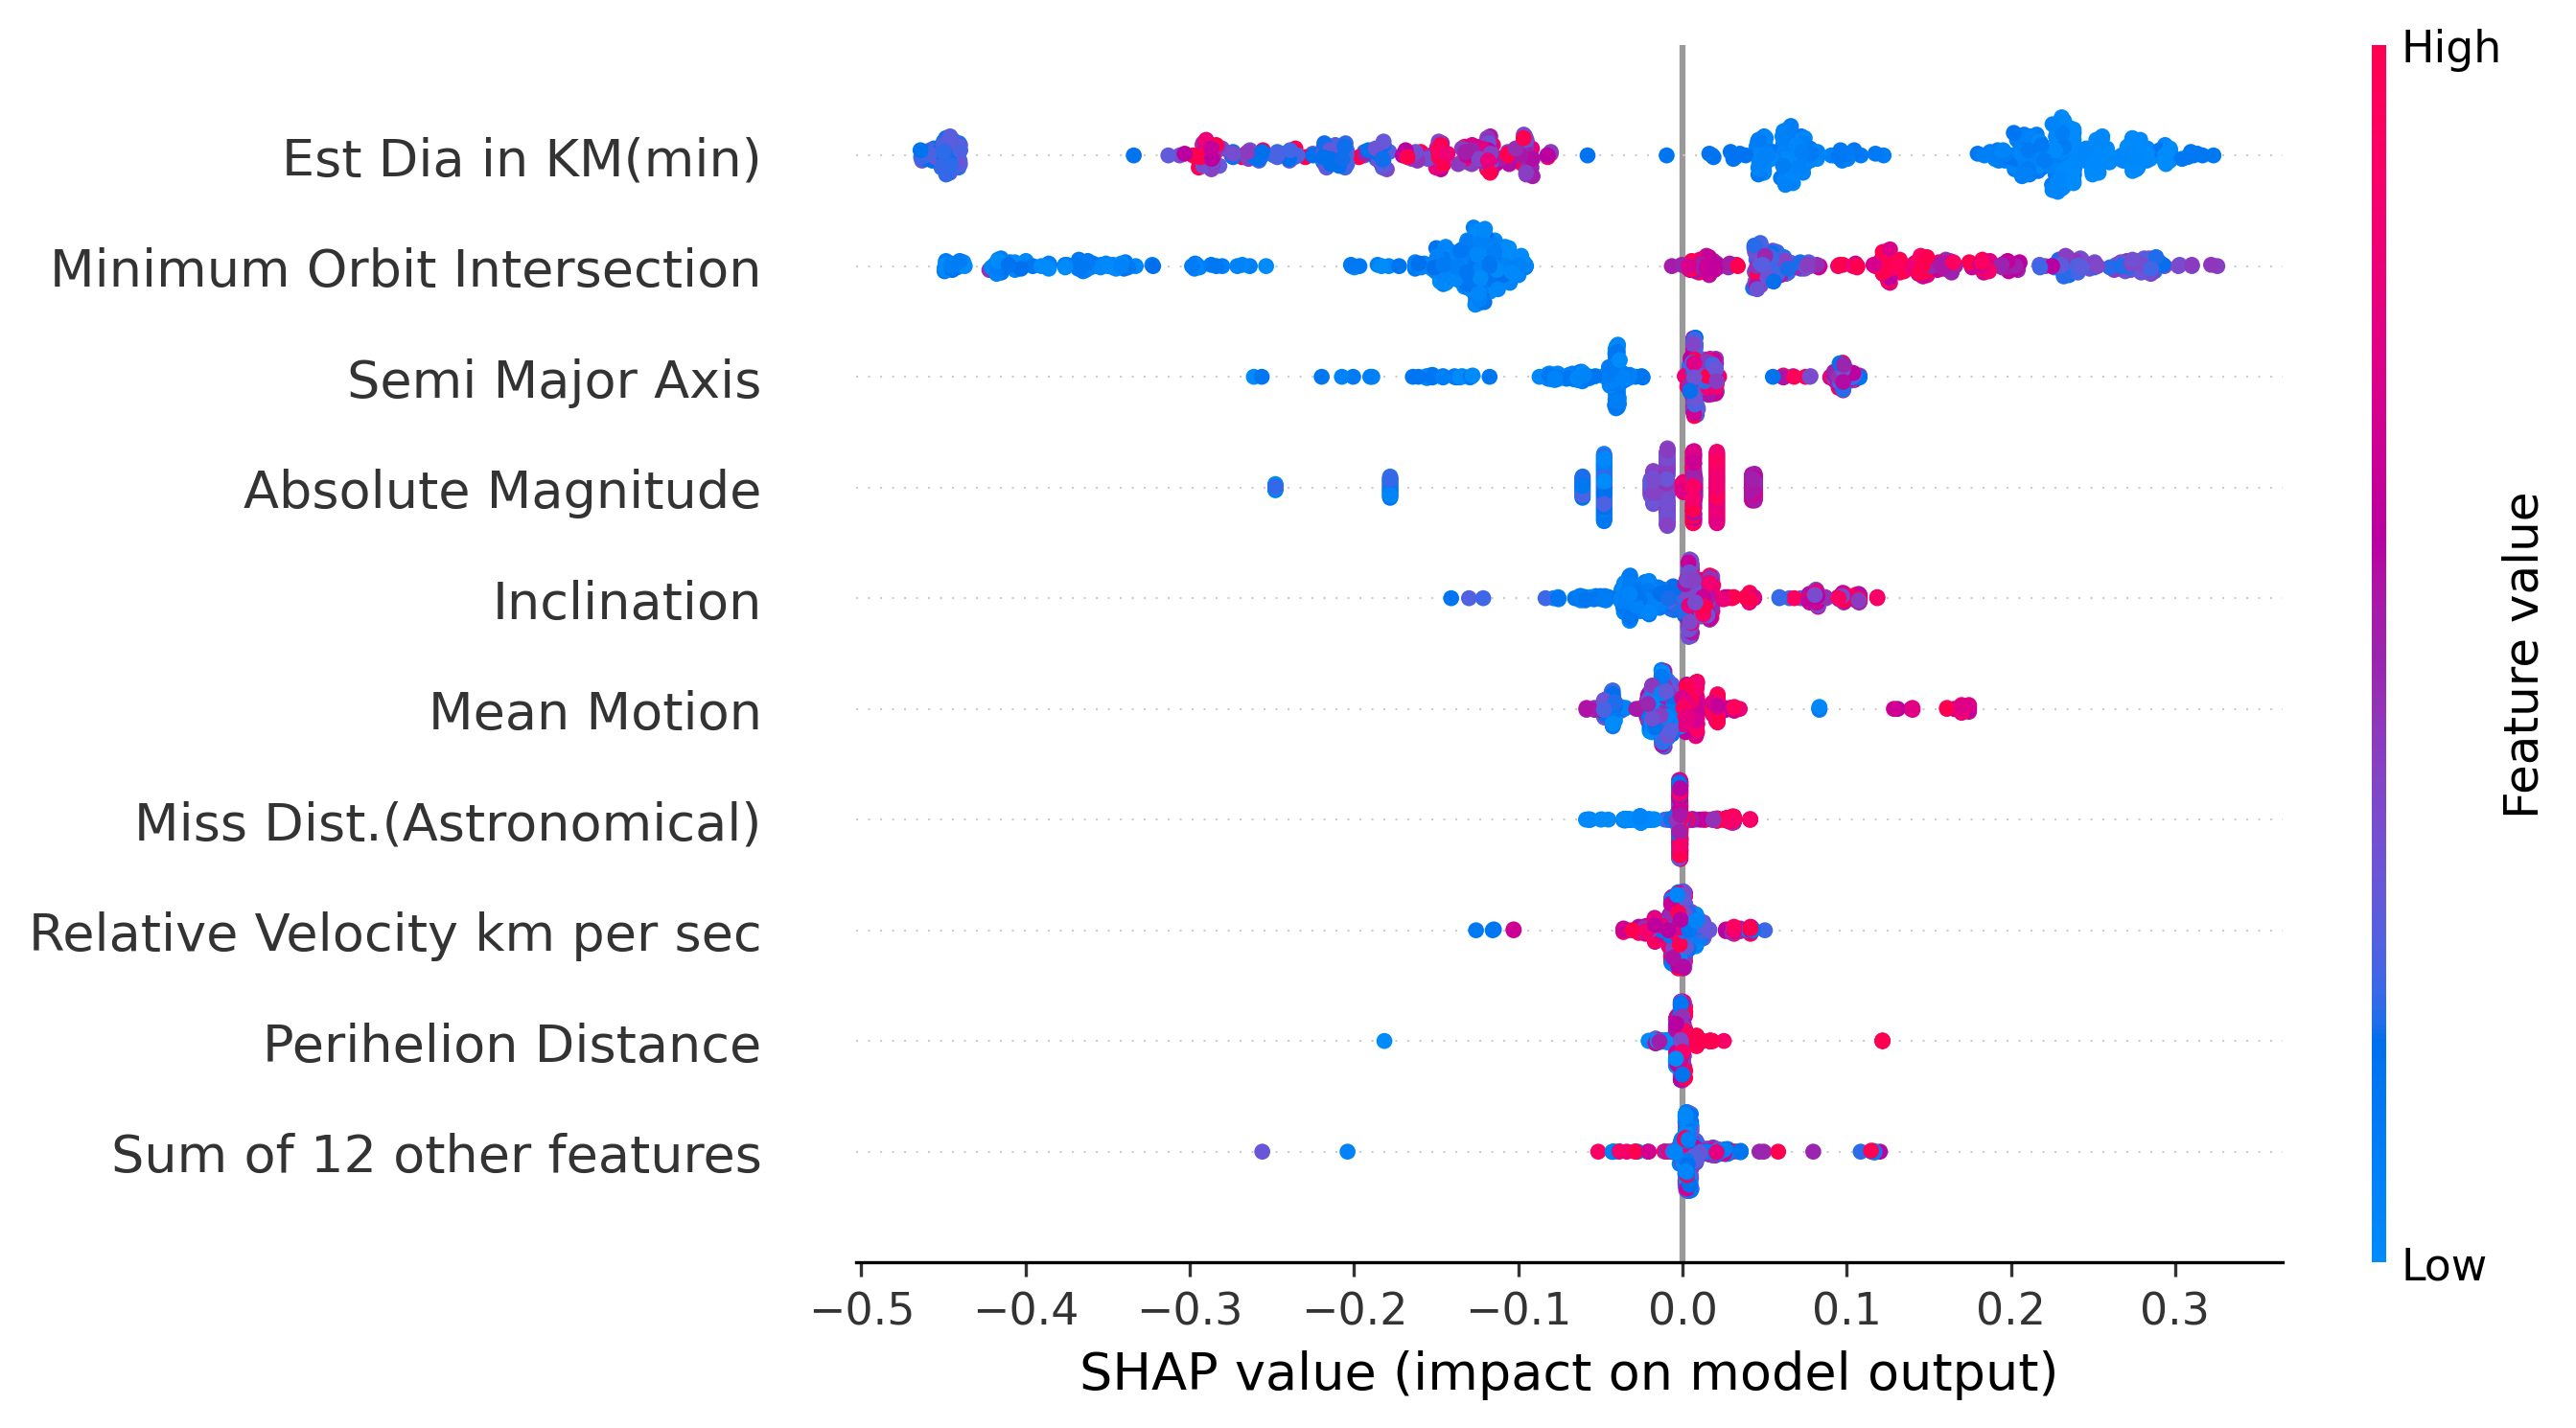 High
Est Dia in KM(min)
Minimum Orbit Intersection
Semi Major Axis
Absolute Magnitude
Inclination
Mean Motion
Miss Dist.(Astronomical)
Relative Velocity km per sec
Perihelion Distance
Sum of 12 other features
Feature value
Low
−0.5 −0.4 −0.3 −0.2 −0.1 0.0 0.1 0.2 0.3
SHAP value (impact on model output)